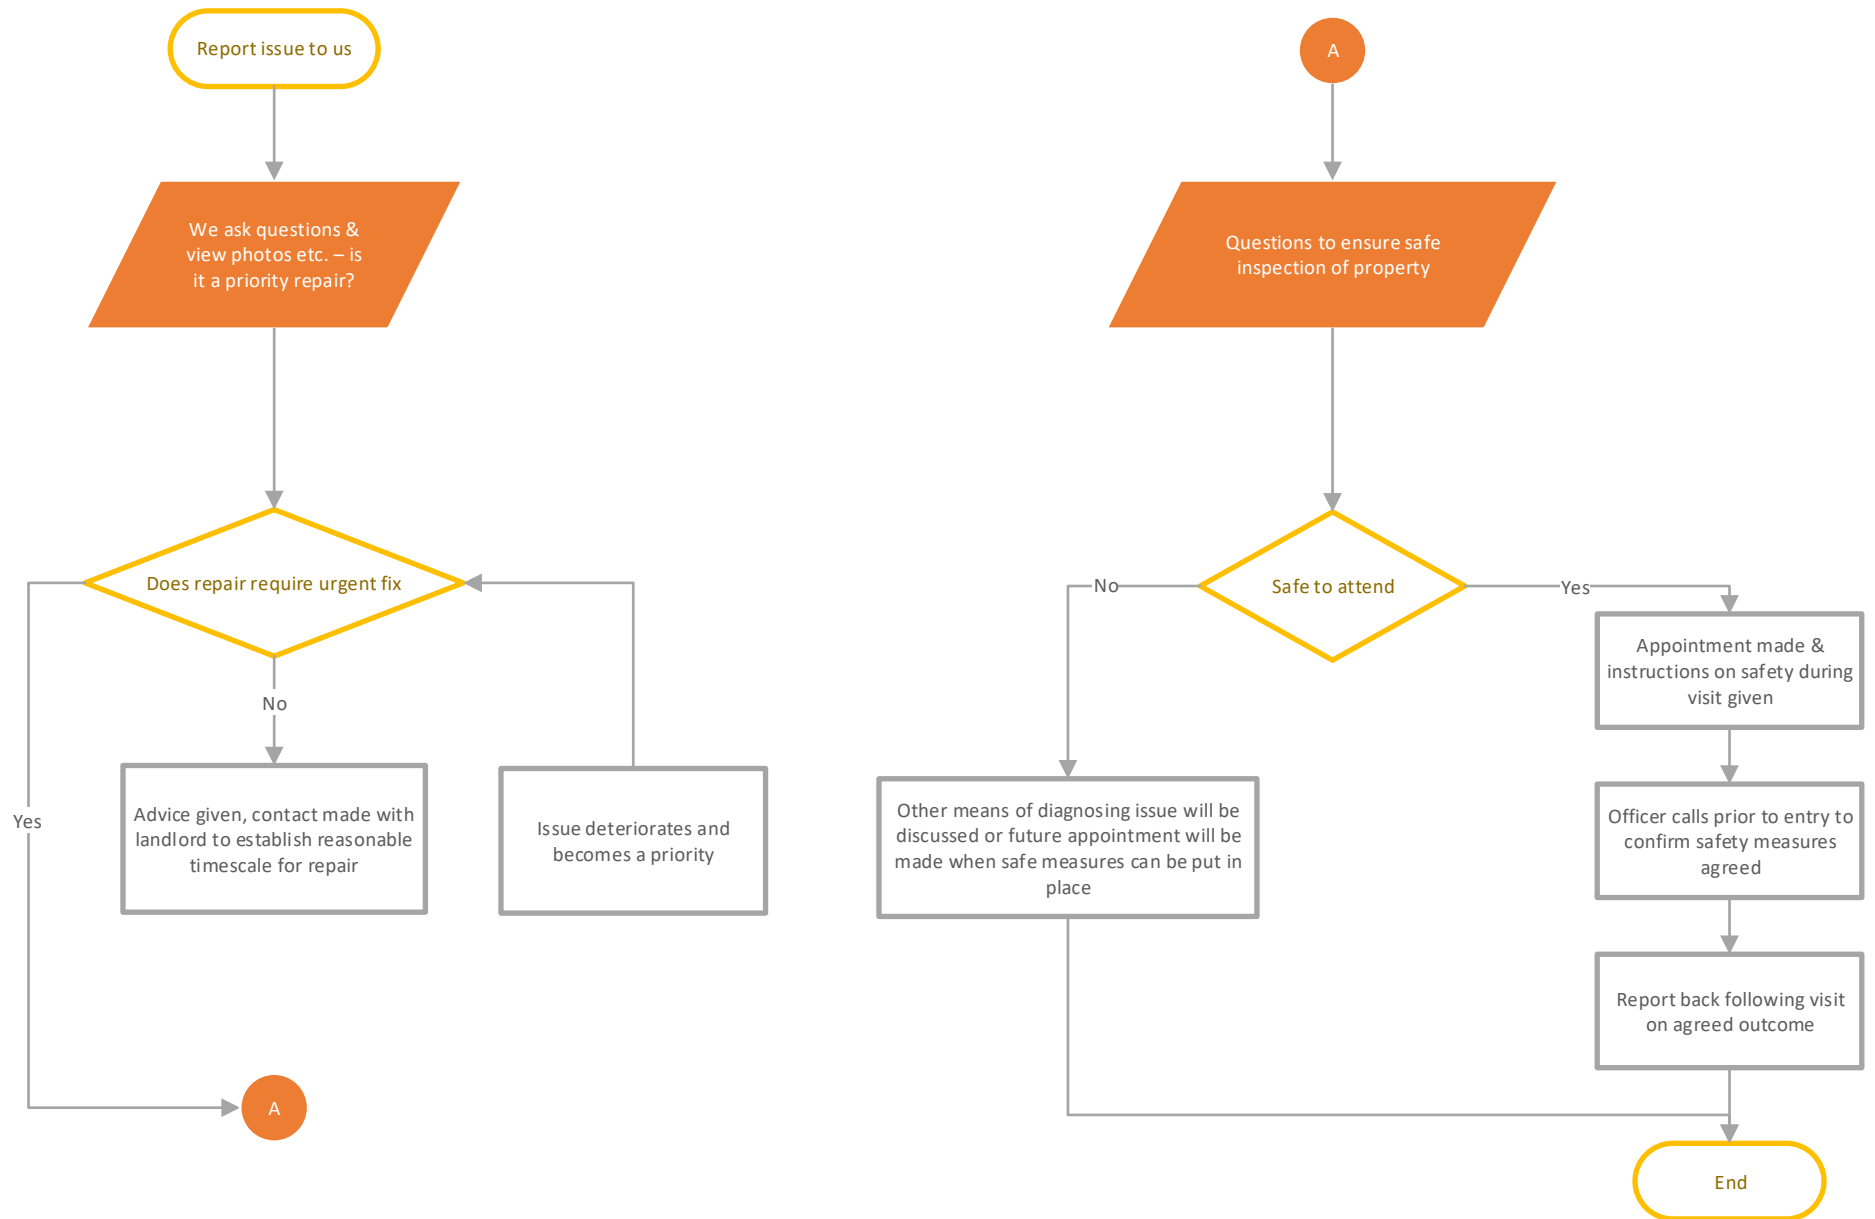 Report issue to us
We ask questions &
view photos etc. – is
it a priority repair?
Does repair require urgent fix
No
Yes
Advice given, contact made with
landlord to establish reasonable
timescale for repair
Issue deteriorates and
becomes a priority
A
A
Questions to ensure safe
inspection of property
Safe to attend
No
Yes
Other means of diagnosing issue will be
discussed or future appointment will be
made when safe measures can be put in
place
Appointment made &
instructions on safety during
visit given
Officer calls prior to entry to
confirm safety measures
agreed
Report back following visit
on agreed outcome
End